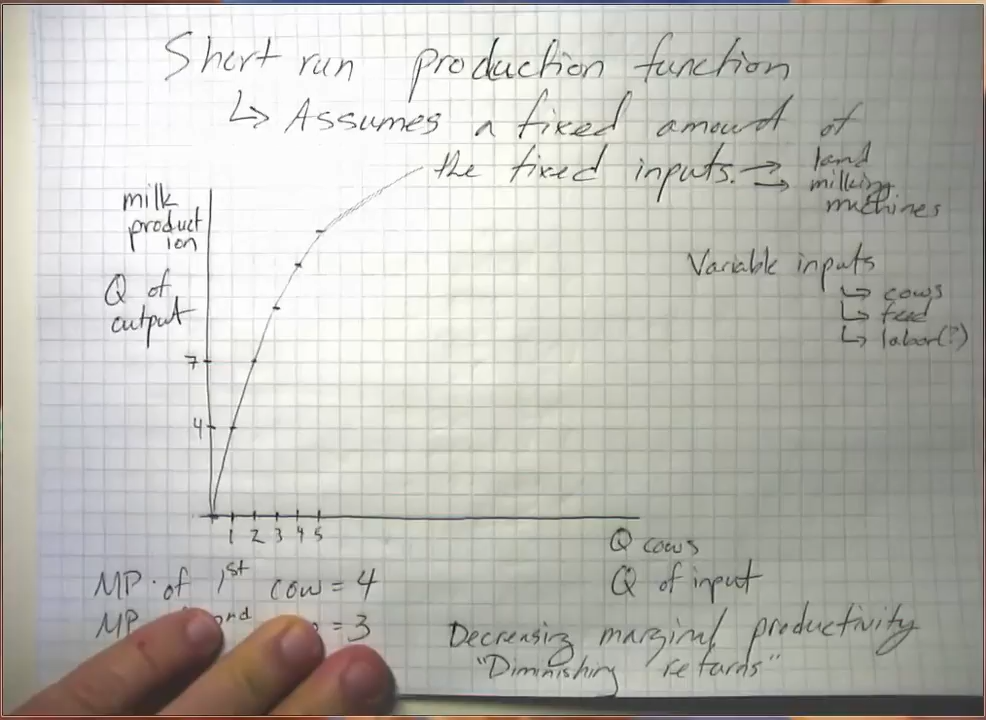 Short run production function
↳ Assumes a fixed amount of
the fixed inputs. → land
→ milking
machines
milk
product
ion
Q of
output
Variable inputs
↳ cows
↳ feed
↳ labor(?)
7
4
1 2 3 4 5
Q cows
Q of input
MP of 1st cow = 4
MP nd = 3
Decreasing marginal productivity
"Diminishing returns"